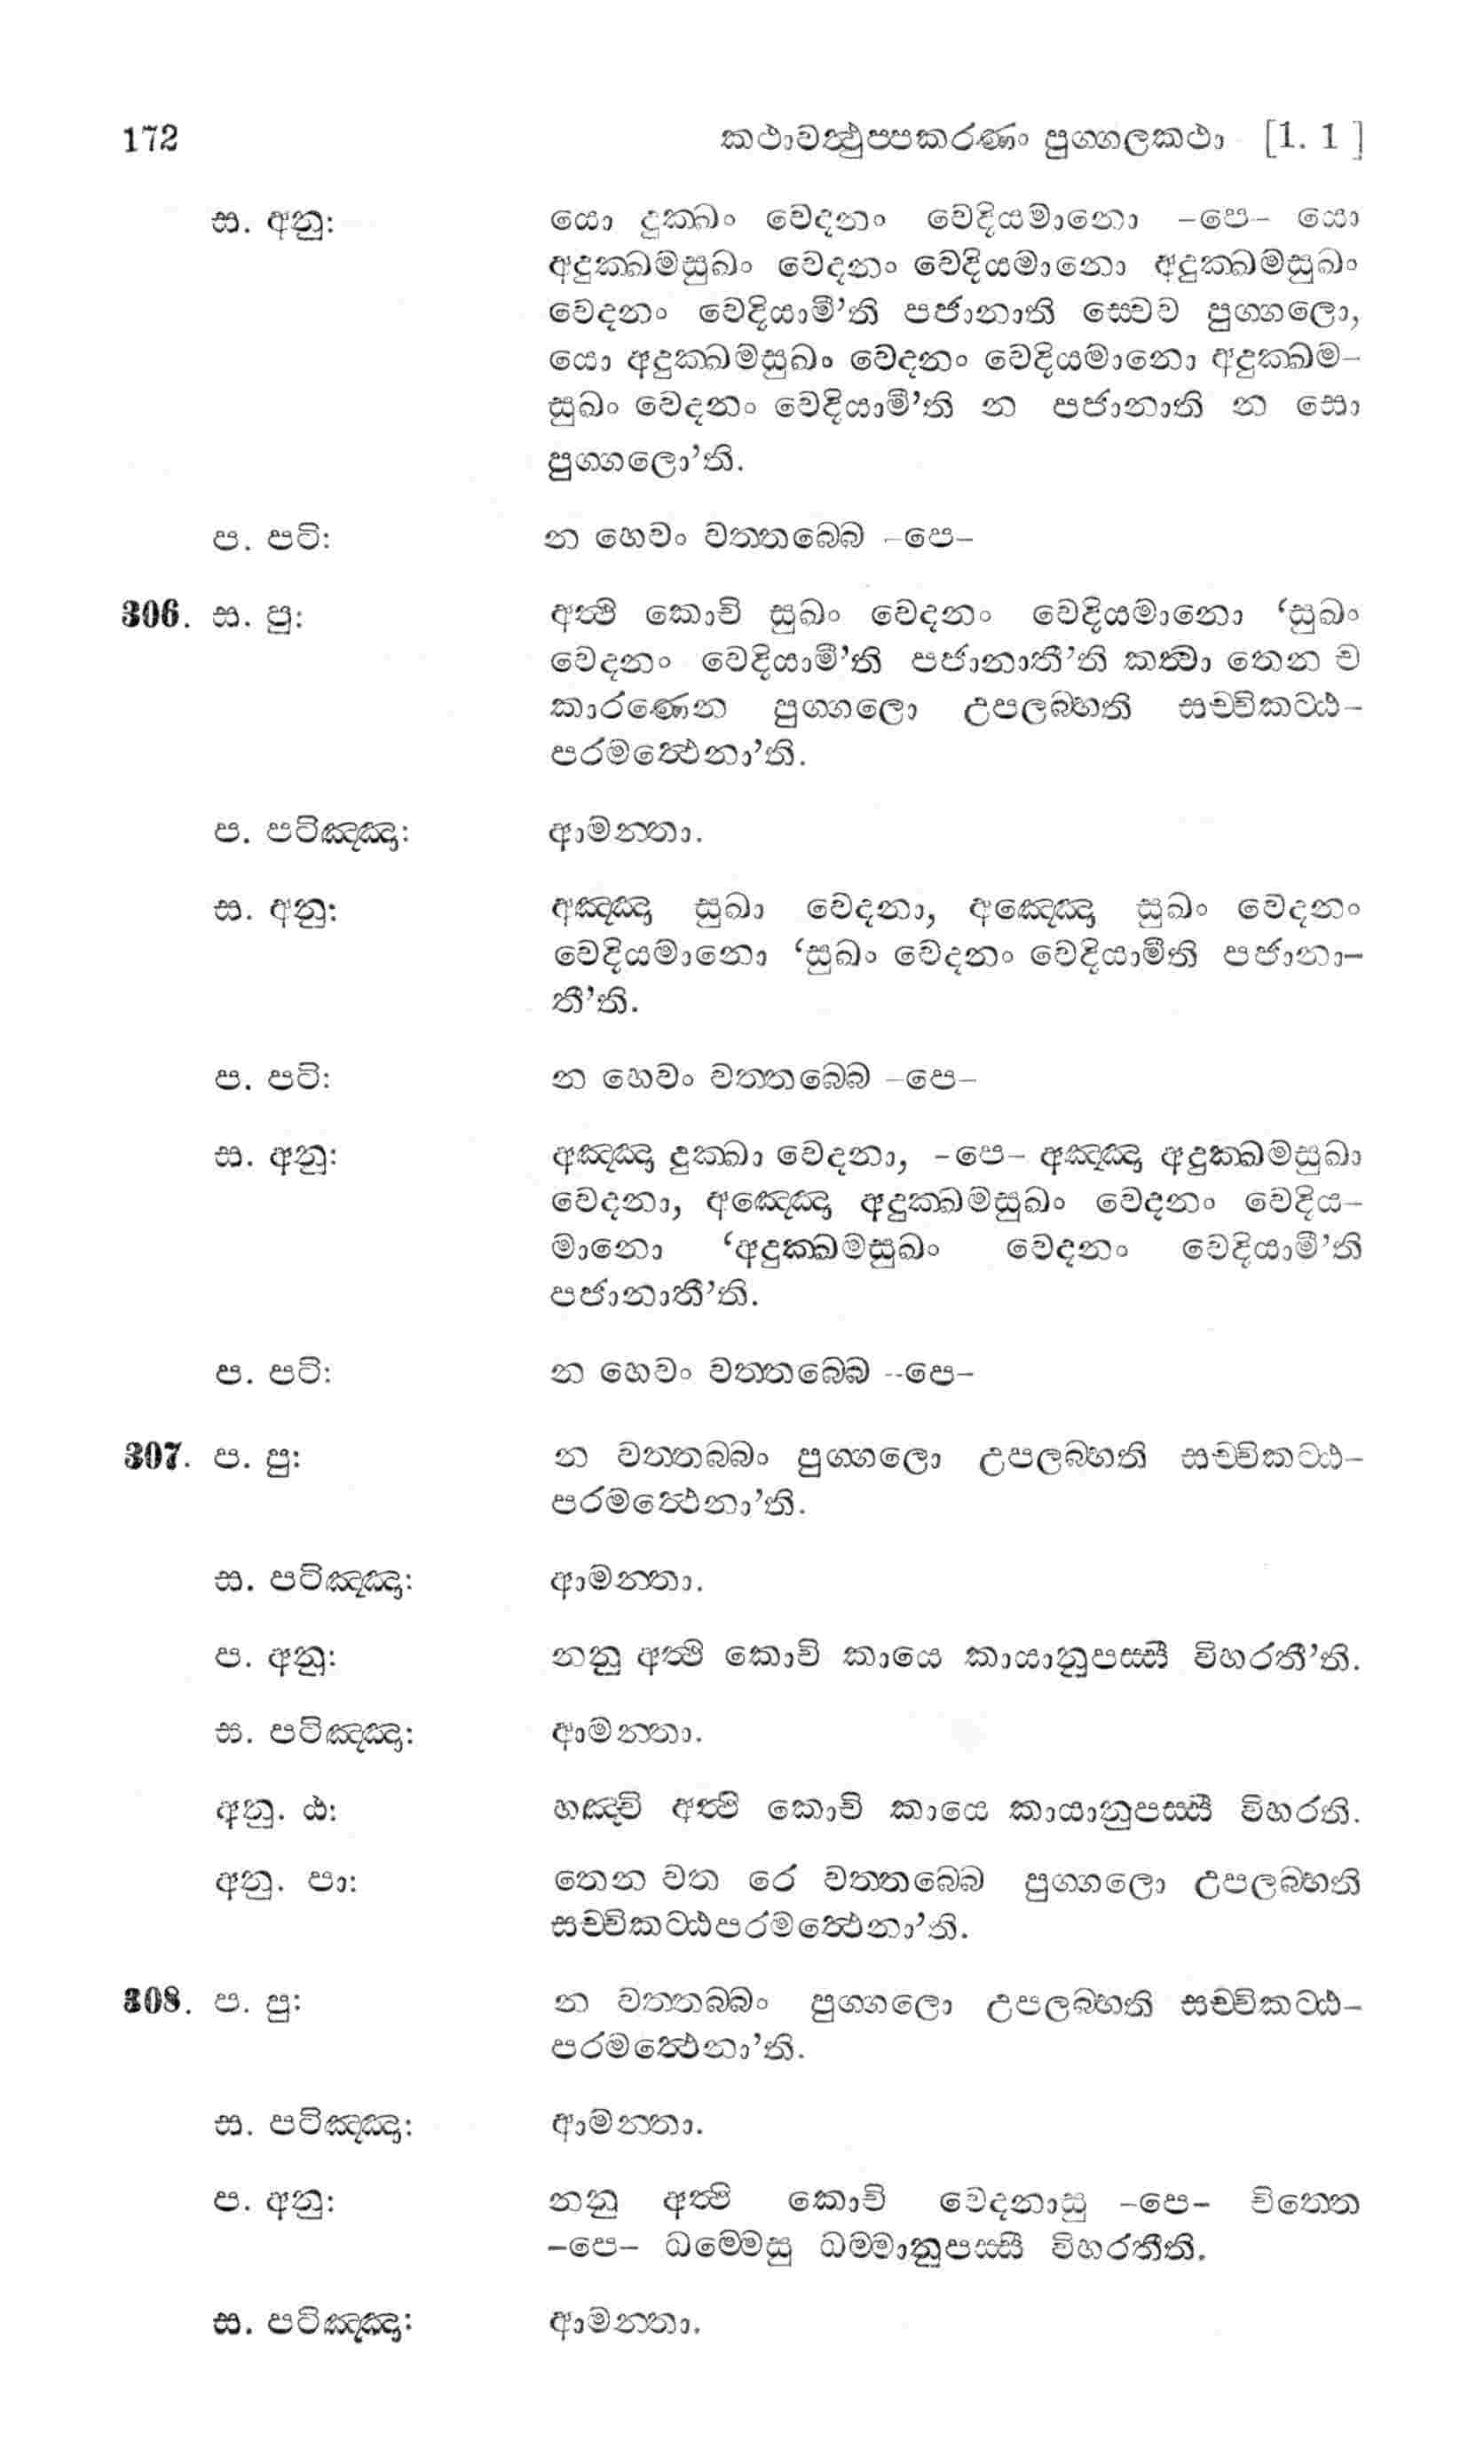 172 කථාවත්‍ථුප‍්පකරණං පුග‍්ගලකථා [1. 1 ]
ස. අනු: යො දුක‍්ඛං වෙදනං වෙදියමානො -පෙ- යො
අදුක‍්ඛමසුඛං වෙදනං වෙදියමානො අදුක‍්ඛමසුඛං
වෙදනං වෙදියාමී’ති පජානාති ස‍්වෙව පුග‍්ගලො,
යො අදුක‍්ඛමසුඛං වෙදනං වෙදියමානො අදුක‍්ඛම-
සුඛං වෙදනං වෙදියාමී’ති න පජානාති න සො
පුග‍්ගලො’ති.
ප. පටි: න හෙවං වත‍්තබ‍්බෙ -පෙ-
306. ස. පු: අත්‍ථි කොචි සුඛං වෙදනං වෙදියමානො ‘සුඛං
වෙදනං වෙදියාමී’ති පජානාතී’ති කත්‍වා තෙන ච
කාරණෙන පුග‍්ගලො උපලබ‍්භති සච‍්චිකට‍්ඨ-
පරමත්‍ථෙනා’ති.
ප. පටිඤ‍්ඤා: ආමන‍්තා.
ස. අනු: අඤ‍්ඤා සුඛා වෙදනා, අඤ‍්ඤො සුඛං වෙදනං
වෙදියමානො ‘සුඛං වෙදනං වෙදියාමීති පජානා-
තී’ති.
ප. පටි: න හෙවං වත‍්තබ‍්බෙ -පෙ-
ස. අනු: අඤ‍්ඤා දුක‍්ඛා වෙදනා, -පෙ- අඤ‍්ඤා අදුක‍්ඛමසුඛා
වෙදනා, අඤ‍්ඤො අදුක‍්ඛමසුඛං වෙදනං වෙදිය-
මානො ‘අදුක‍්ඛමසුඛං වෙදනං වෙදියාමී’ති
පජානාතී’ති.
ප. පටි: න හෙවං වත‍්තබ‍්බෙ --පෙ-
307. ප. පු: න වත‍්තබ‍්බං පුග‍්ගලො උපලබ‍්භති සච‍්චිකට‍්ඨ-
පරමත්‍ථෙනා’ති.
ස. පටිඤ‍්ඤා: ආමන‍්තා.
ප. අනු: නනු අත්‍ථි කොචි කායෙ කායානුපස‍්සී විහරතී’ති.
ස. පටිඤ‍්ඤා: ආමන‍්තා.
අනු. ඨ: හඤ‍්චි අත්‍ථි කොචි කායෙ කායානුපස‍්සී විහරති.
අනු. පා: තෙන වත රෙ වත‍්තබ‍්බෙ පුග‍්ගලො උපලබ‍්භති
සච‍්චිකට‍්ඨපරමත්‍ථෙනා’ති.
308. ප. පු: න වත‍්තබ‍්බං පුග‍්ගලො උපලබ‍්භති සච‍්චිකට‍්ඨ-
පරමත්‍ථෙනා’ති.
ස. පටිඤ‍්ඤා: ආමන‍්තා.
ප. අනු: නනු අත්‍ථි කොචි වෙදනාසු -පෙ- චිත‍්තෙ
-පෙ- ධම‍්මෙසු ධම‍්මානුපස‍්සී විහරතීති.
ස. පටිඤ‍්ඤා: ආමන‍්තා.